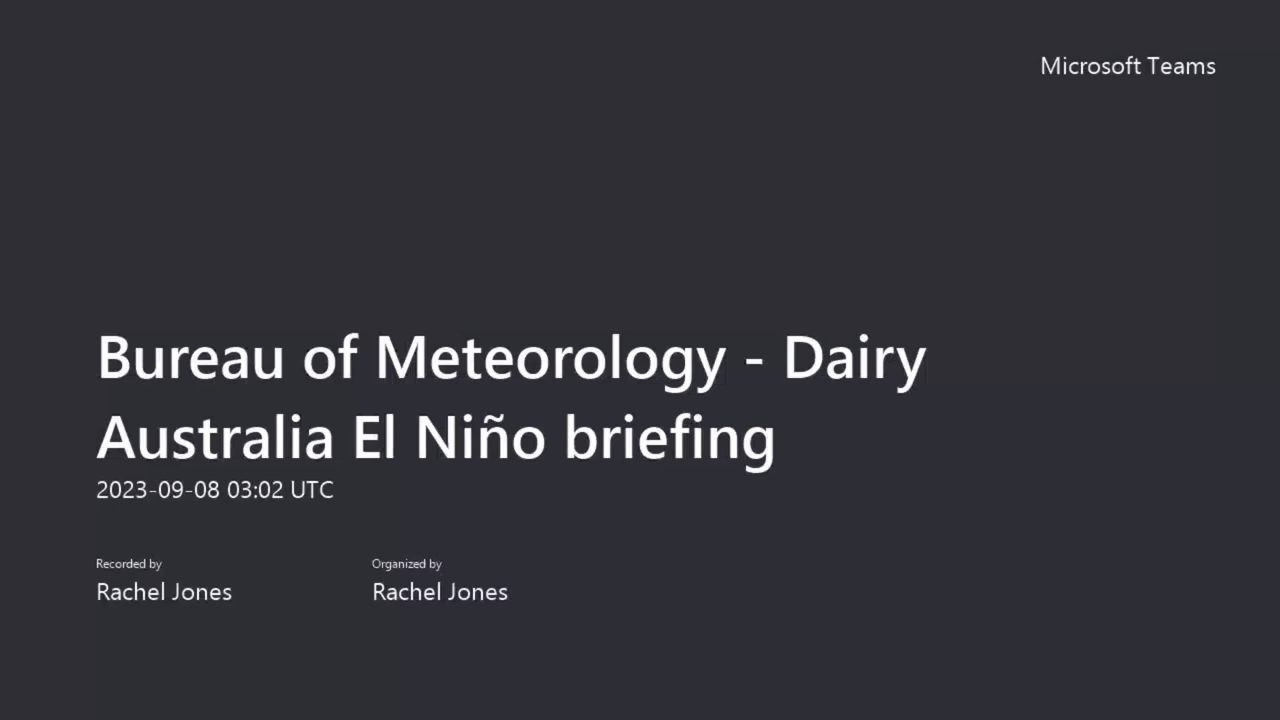 Microsoft Teams
Bureau of Meteorology - Dairy
Australia El Niño briefing
2023-09-08 03:02 UTC
Recorded by
Rachel Jones
Organized by
Rachel Jones